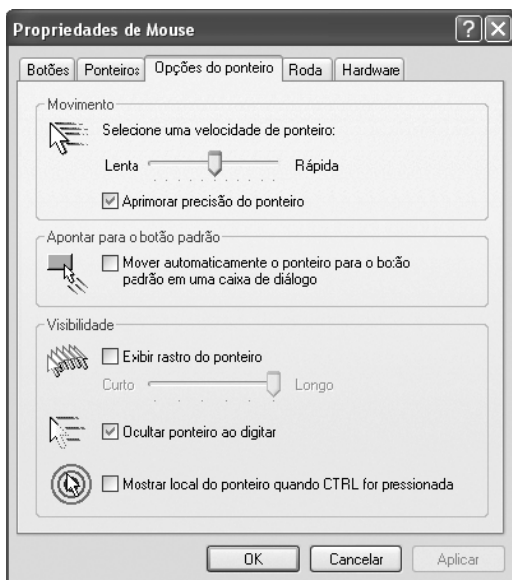 Propriedades de Mouse
Botões Ponteiros Opções do ponteiro Roda Hardware
Movimento
Selecione uma velocidade de ponteiro:
Lenta Rápida
Aprimorar precisão do ponteiro
Apontar para o botão padrão
Mover automaticamente o ponteiro para o botão
padrão em uma caixa de diálogo
Visibilidade
Exibir rastro do ponteiro
Curto Longo
Ocultar ponteiro ao digitar
Mostrar local do ponteiro quando CTRL for pressionada
OK Cancelar Aplicar